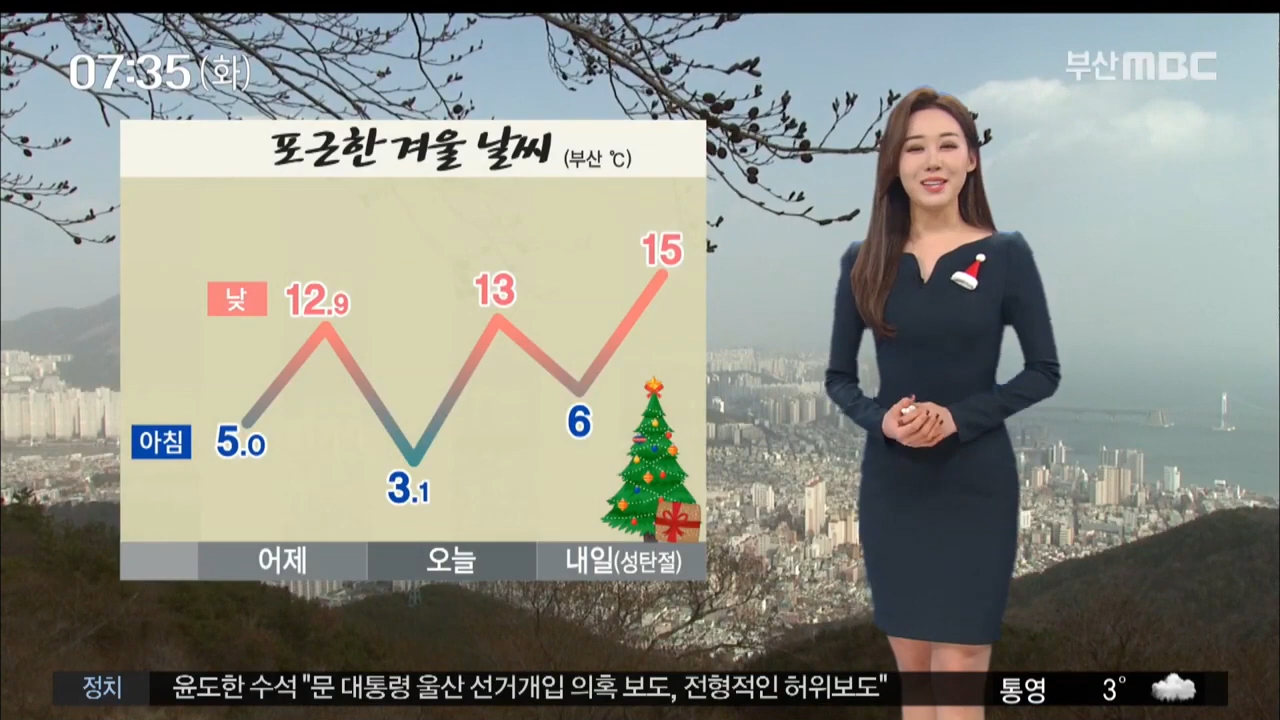 07:35 (화)
부산MBC
포근한 겨울 날씨 (부산 ℃)
낮 12.9 13 15
아침 5.0 3.1 6
어제 오늘 내일(성탄절)
정치 윤도한 수석 "문 대통령 울산 선거개입 의혹 보도, 전형적인 허위보도" 통영 3°